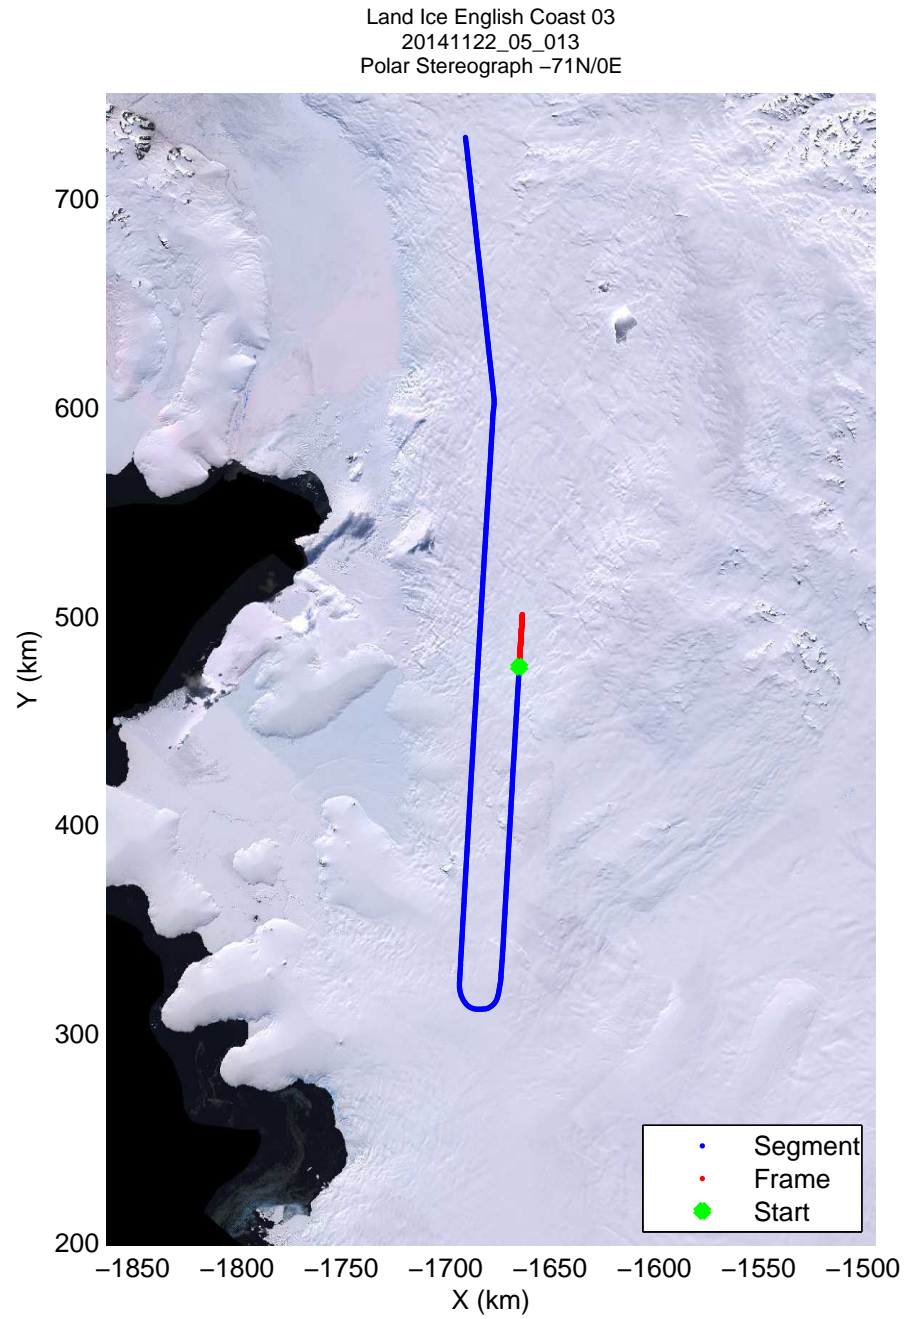 Land Ice English Coast 03
20141122_05_013
Polar Stereograph −71N/0E
700
600
500
400
300
200
Y (km)
−1850 −1800 −1750 −1700 −1650 −1600 −1550 −1500
X (km)
Segment
Frame
Start